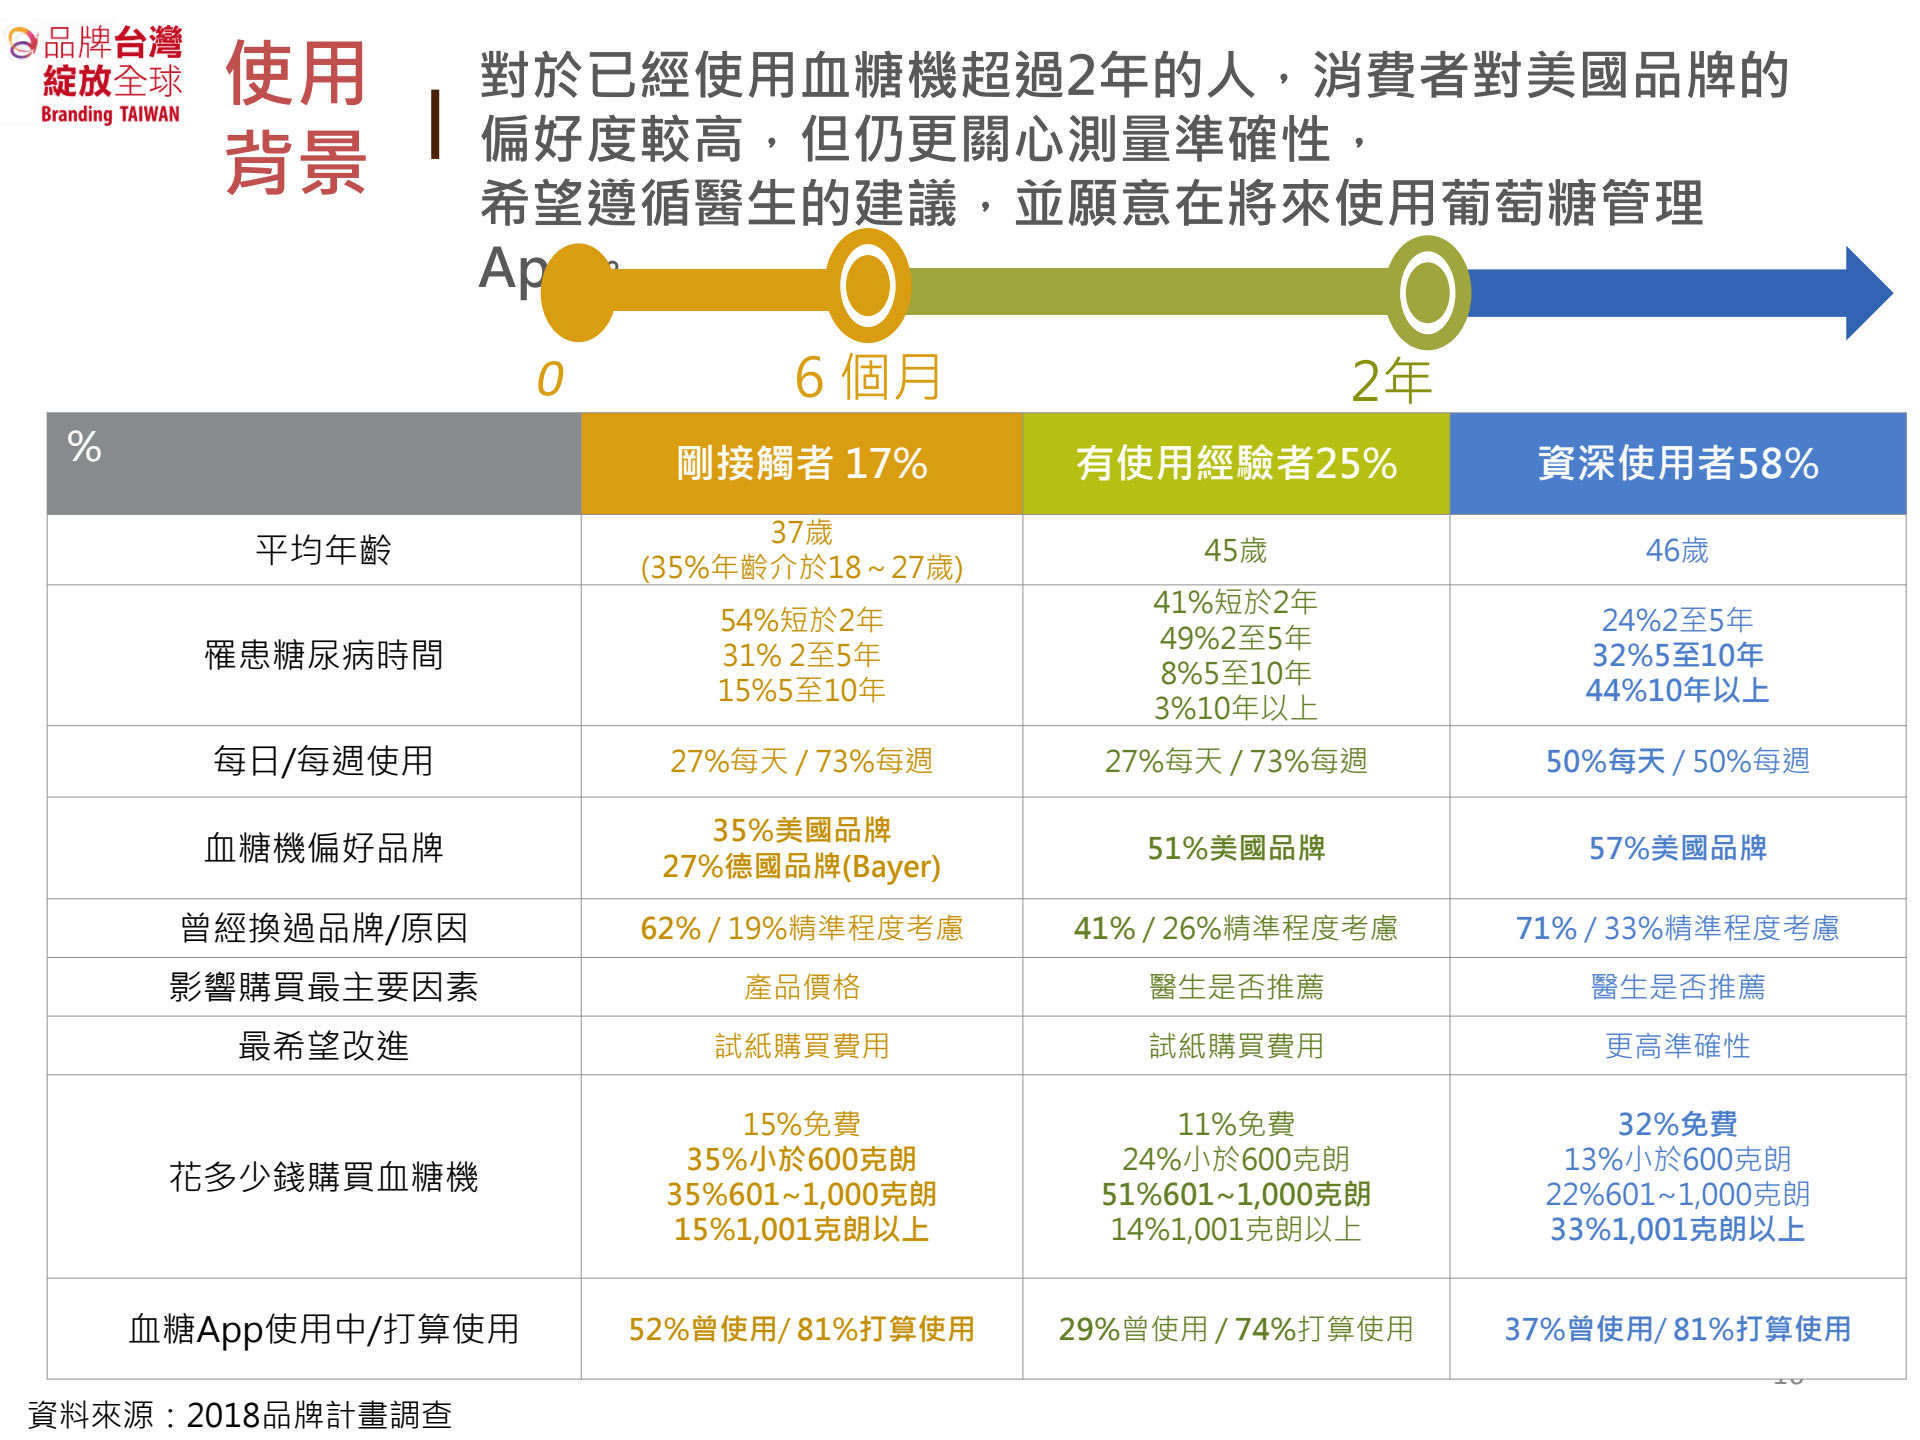 品牌台灣
綻放全球
Branding TAIWAN
使用
背景
對於已經使用血糖機超過2年的人，消費者對美國品牌的
偏好度較高，但仍更關心測量準確性，
希望遵循醫生的建議，並願意在將來使用葡萄糖管理
Ap
0
6 個月
2年
%
剛接觸者 17%
有使用經驗者25%
資深使用者58%
平均年齡
37歲
(35%年齡介於18～27歲)
45歲
46歲
罹患糖尿病時間
54%短於2年
31% 2至5年
15%5至10年
41%短於2年
49%2至5年
8%5至10年
3%10年以上
24%2至5年
32%5至10年
44%10年以上
每日/每週使用
27%每天 / 73%每週
27%每天 / 73%每週
50%每天 / 50%每週
血糖機偏好品牌
35%美國品牌
27%德國品牌(Bayer)
51%美國品牌
57%美國品牌
曾經換過品牌/原因
62% / 19%精準程度考慮
41% / 26%精準程度考慮
71% / 33%精準程度考慮
影響購買最主要因素
產品價格
醫生是否推薦
醫生是否推薦
最希望改進
試紙購買費用
試紙購買費用
更高準確性
花多少錢購買血糖機
15%免費
35%小於600克朗
35%601~1,000克朗
15%1,001克朗以上
11%免費
24%小於600克朗
51%601~1,000克朗
14%1,001克朗以上
32%免費
13%小於600克朗
22%601~1,000克朗
33%1,001克朗以上
血糖App使用中/打算使用
52%曾使用/ 81%打算使用
29%曾使用 / 74%打算使用
37%曾使用/ 81%打算使用
資料來源：2018品牌計畫調查